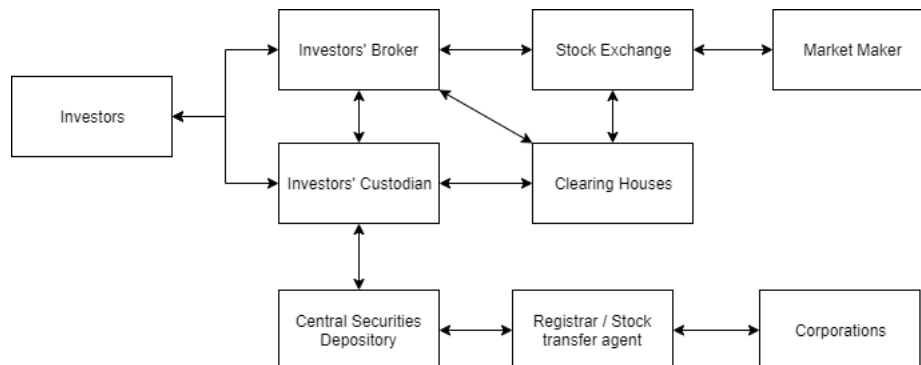 Investors' Broker
Stock Exchange
Market Maker
Investors
Investors' Custodian
Clearing Houses
Central Securities
Depository
Registrar / Stock
transfer agent
Corporations